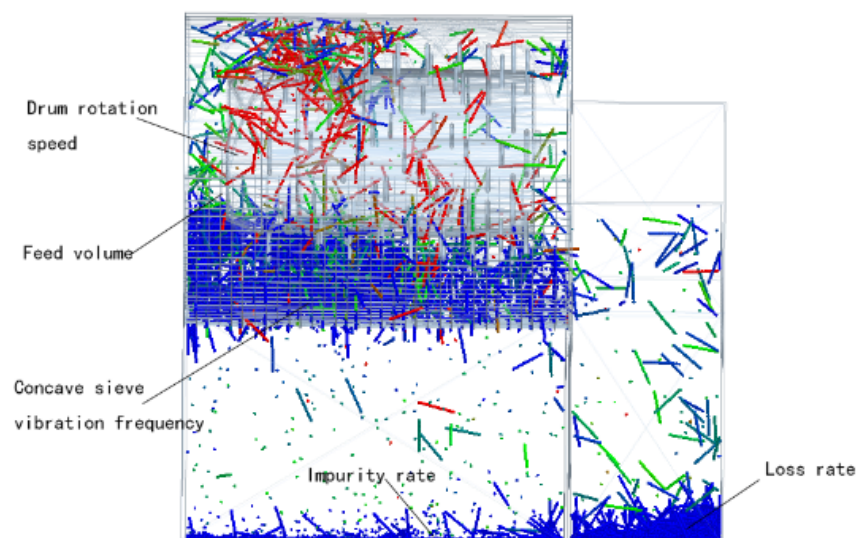 Drum rotation
speed
Feed volume
Concave sieve
vibration frequency
Impurity rate
Loss rate